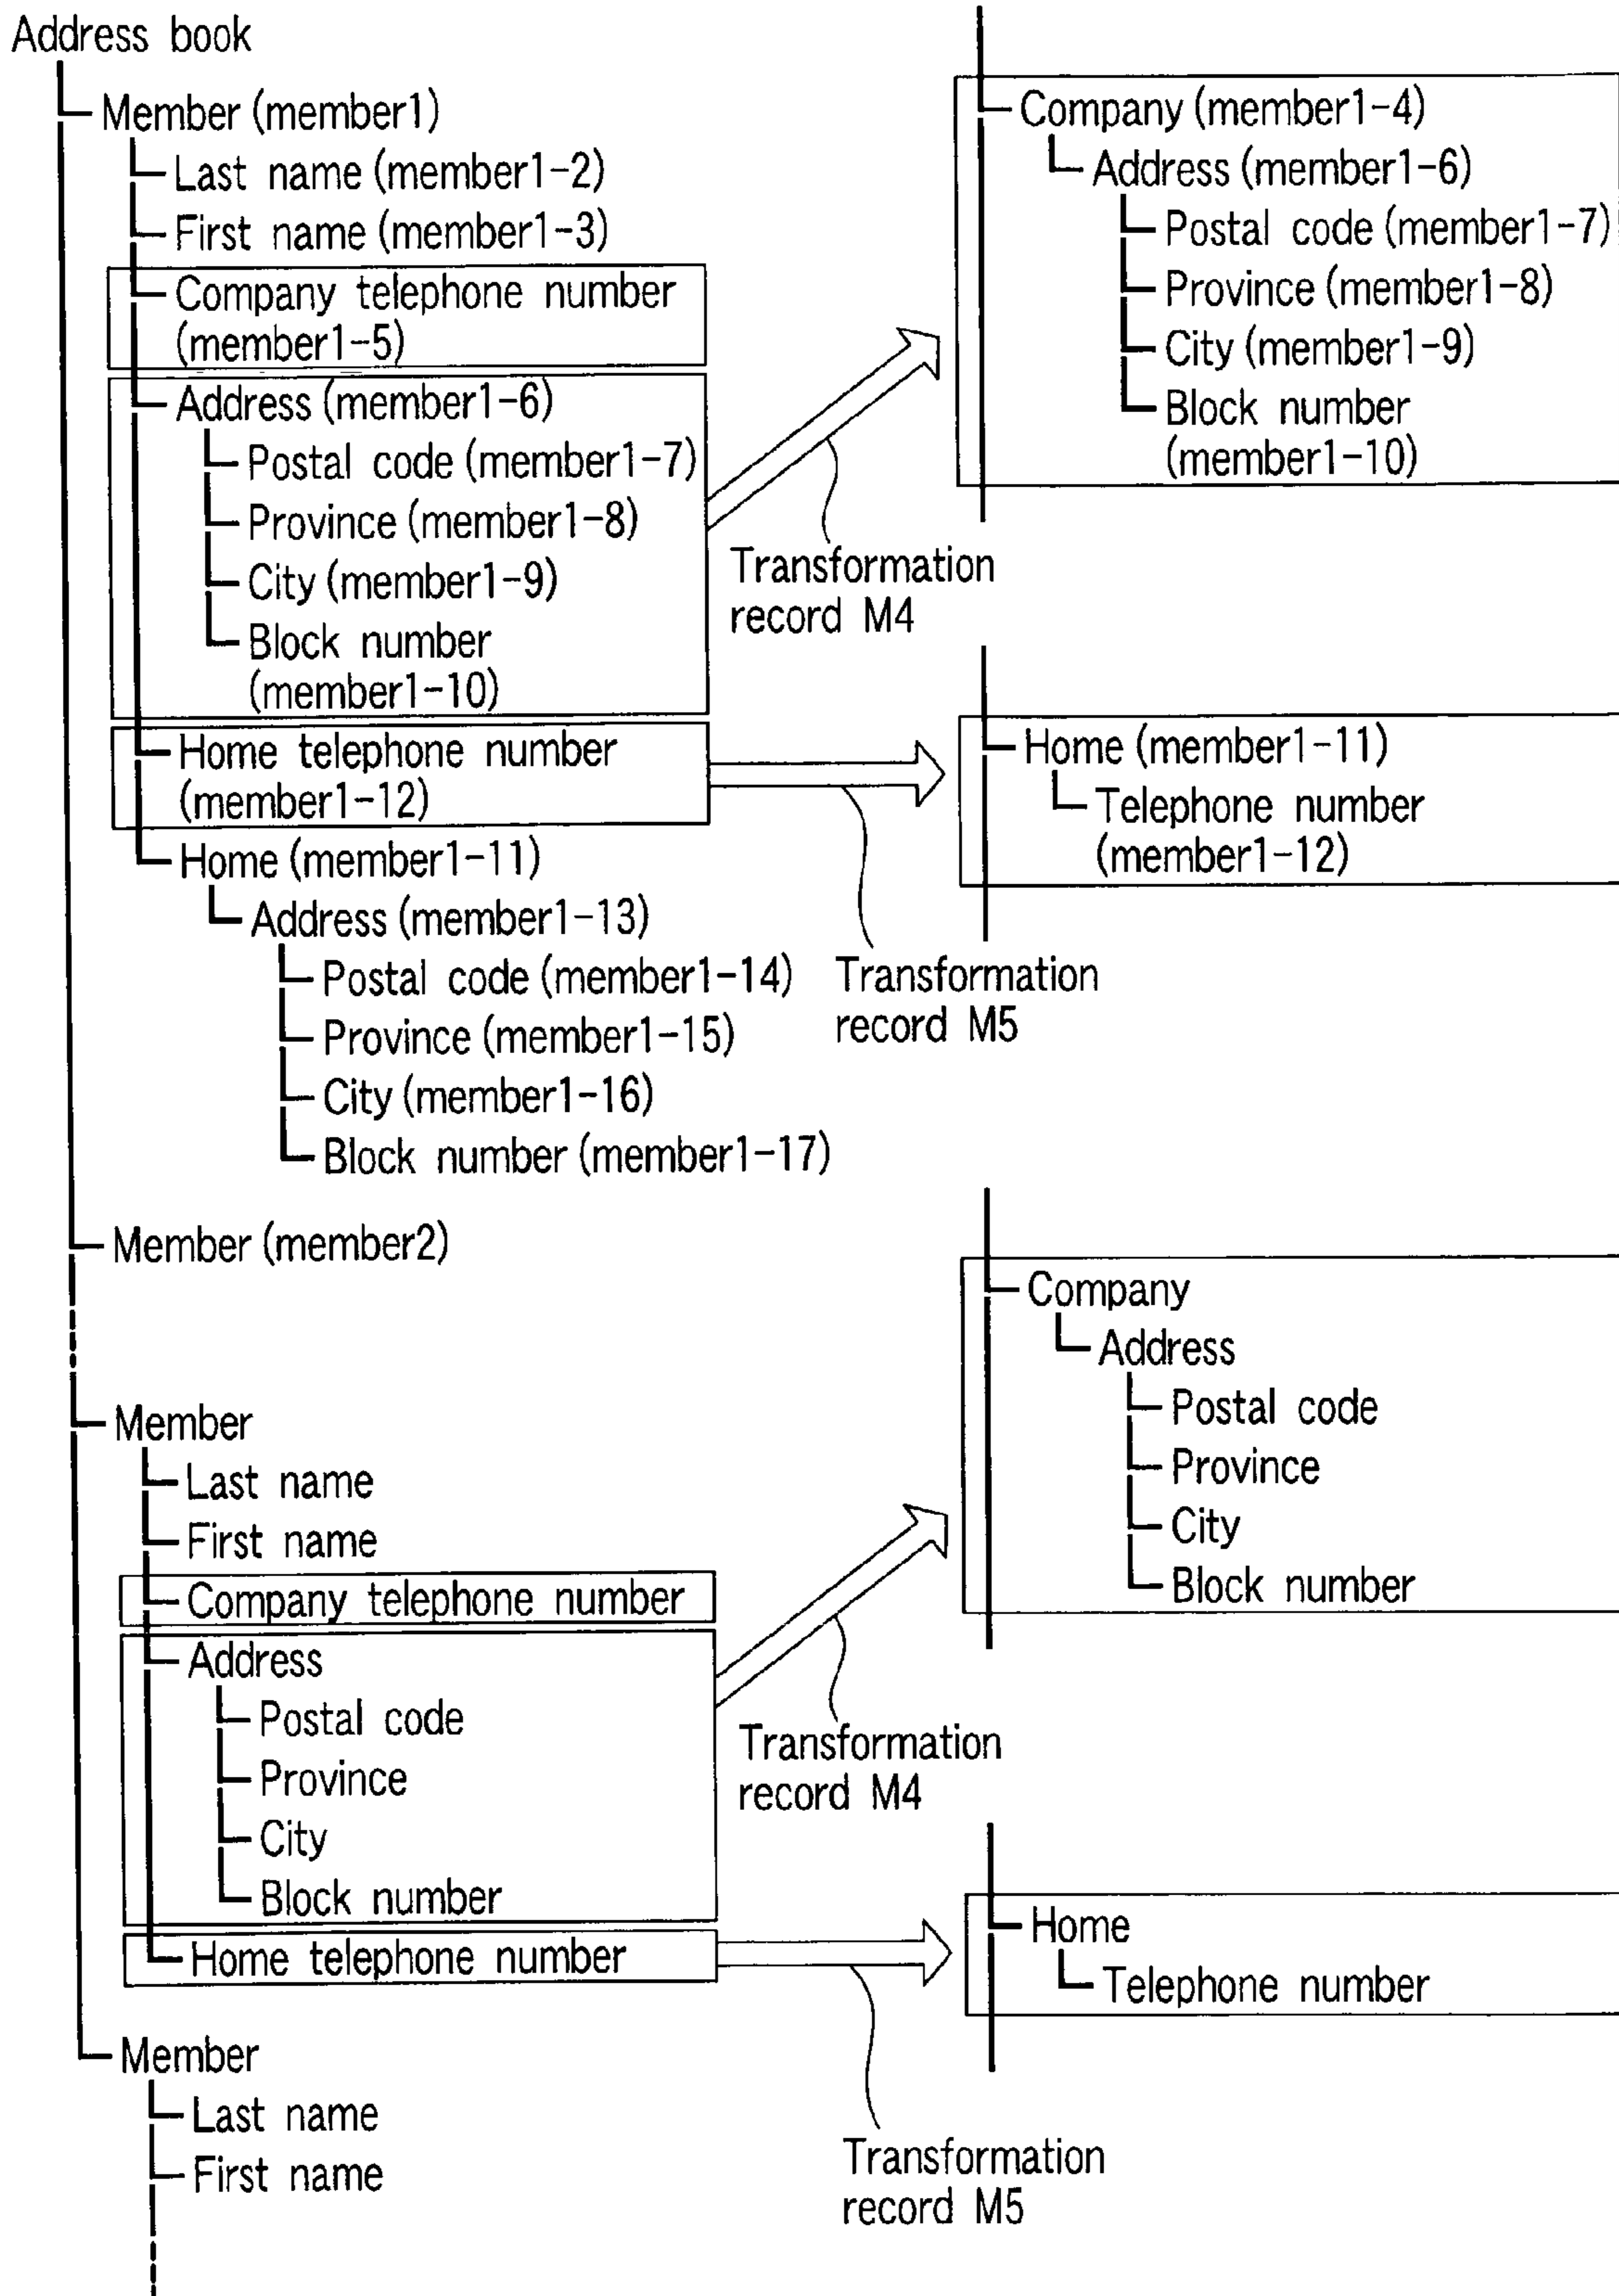 Address book
Member (member1)
Last name (member1-2)
First name (member1-3)
Company telephone number
(member1-5)
Address (member1-6)
Postal code (member1-7)
Province (member1-8)
City (member1-9)
Block number
(member1-10)
Home telephone number
(member1-12)
Home (member1-11)
Address (member1-13)
Postal code (member1-14)
Province (member1-15)
City (member1-16)
Block number (member1-17)
Company (member1-4)
Address (member1-6)
Postal code (member1-7)
Province (member1-8)
City (member1-9)
Block number
(member1-10)
Transformation
record M4
Home (member1-11)
Telephone number
(member1-12)
Transformation
record M5
Member (member2)
Member
Last name
First name
Company telephone number
Address
Postal code
Province
City
Block number
Home telephone number
Company
Address
Postal code
Province
City
Block number
Transformation
record M4
Home
Telephone number
Transformation
record M5
Member
Last name
First name